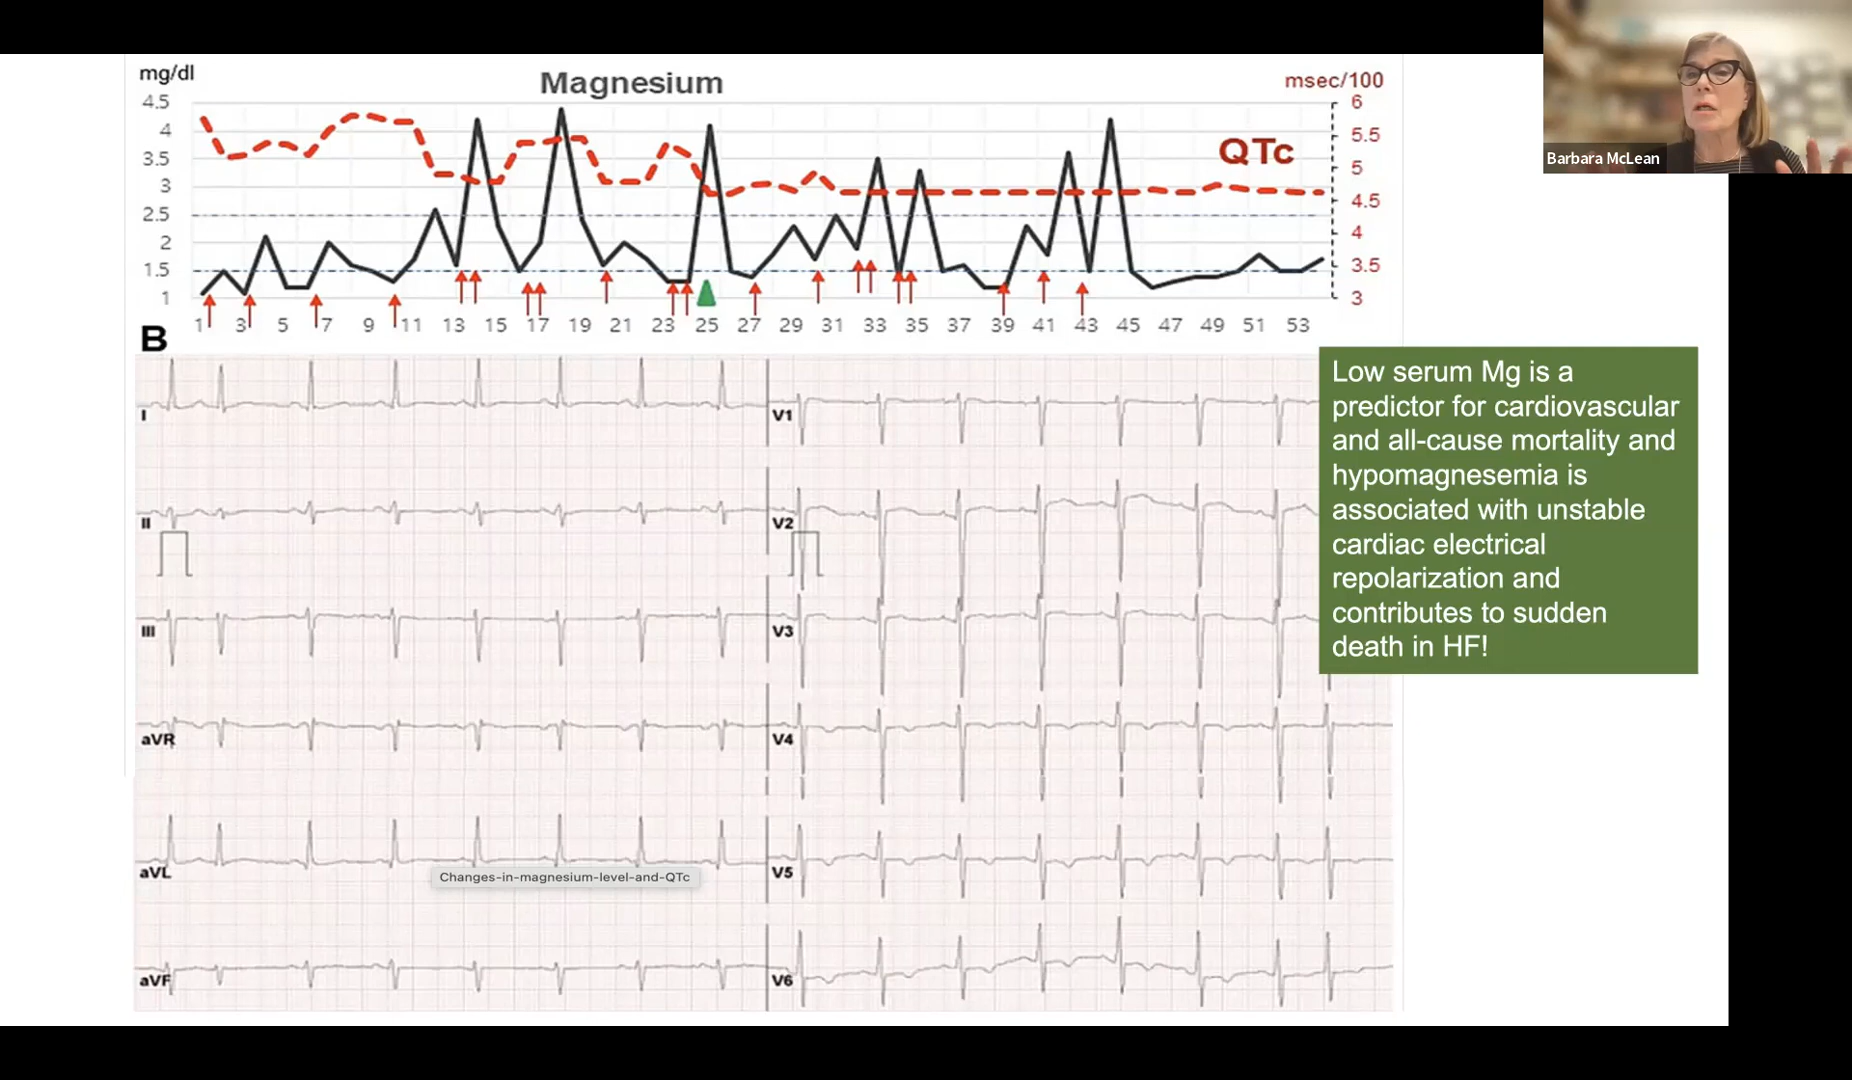 mg/dl
Magnesium
msec/100
4.5
4
3.5
3
2.5
2
1.5
1
6
5.5
5
4.5
4
3.5
3
QTc
1 3 5 7 9 11 13 15 17 19 21 23 25 27 29 31 33 35 37 39 41 43 45 47 49 51 53
B
I
II
III
aVR
aVL
aVF
V1
V2
V3
V4
V5
V6
Changes-in-magnesium-level-and-QTc
Low serum Mg is a
predictor for cardiovascular
and all-cause mortality and
hypomagnesemia is
associated with unstable
cardiac electrical
repolarization and
contributes to sudden
death in HF!
Barbara McLean